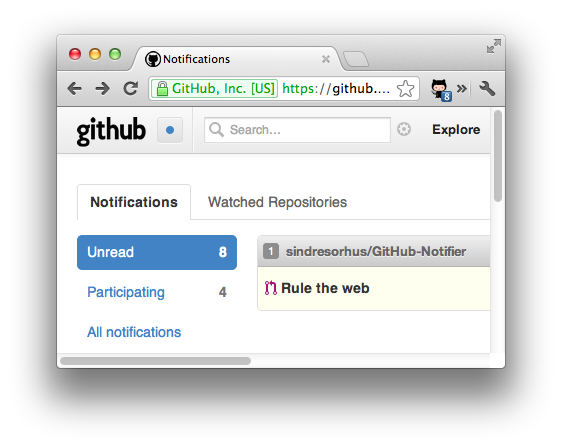 Notifications
GitHub, Inc. [US] https://github....
8
github
Search...
Explore
Notifications Watched Repositories
Unread 8
1 sindresorhus/GitHub-Notifier
Participating 4
Rule the web
All notifications